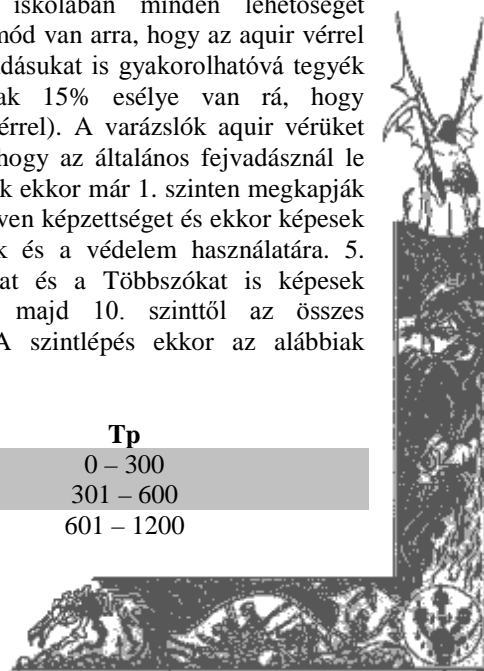 iskolában minden lehetőséget
mód van arra, hogy az aquir vérrel
dásukat is gyakorolhatóvá tegyék
ak 15% esélye van rá, hogy
érrel). A varázslók aquir vérüket
hogy az általános fejvadásznál le
k ekkor már 1. szinten megkapják
ven képzettséget és ekkor képesek
k és a védelem használatára. 5.
at és a Többszókat is képesek
majd 10. szinttől az összes
A szintlépés ekkor az alábbiak
Tp
0 – 300
301 – 600
601 – 1200